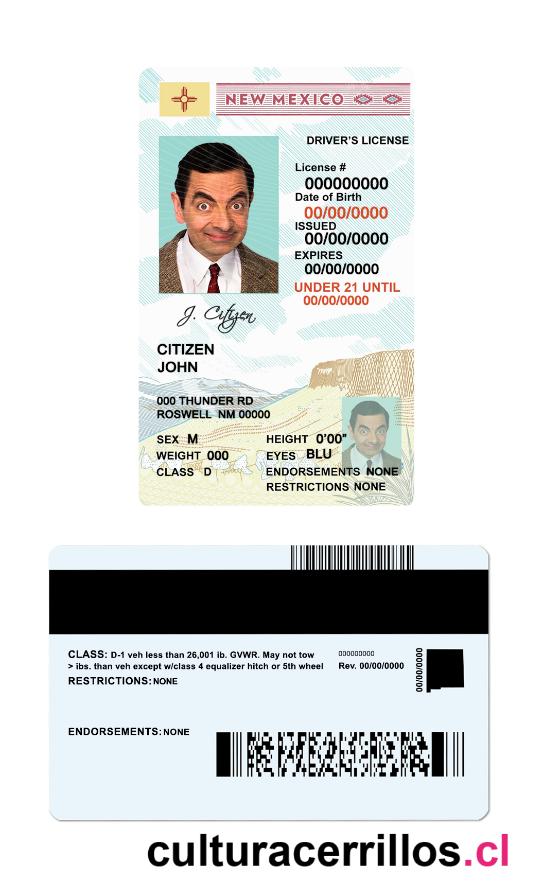 NEW MEXICO
DRIVER'S LICENSE
License #
000000000
Date of Birth
00/00/0000
ISSUED
00/00/0000
EXPIRES
00/00/0000
UNDER 21 UNTIL
00/00/0000
J. Citizen
CITIZEN
JOHN
000 THUNDER RD
ROSWELL NM 00000
SEX M HEIGHT 0'00"
WEIGHT 000 EYES BLU
CLASS D ENDORSEMENTS NONE
RESTRICTIONS NONE
CLASS: D-1 veh less than 26,001 ib. GVWR. May not tow
> ibs. than veh except w/class 4 equalizer hitch or 5th wheel
RESTRICTIONS: NONE
000000000
Rev. 00/00/0000
00/00/0000
ENDORSEMENTS: NONE
culturacerrillos.cl